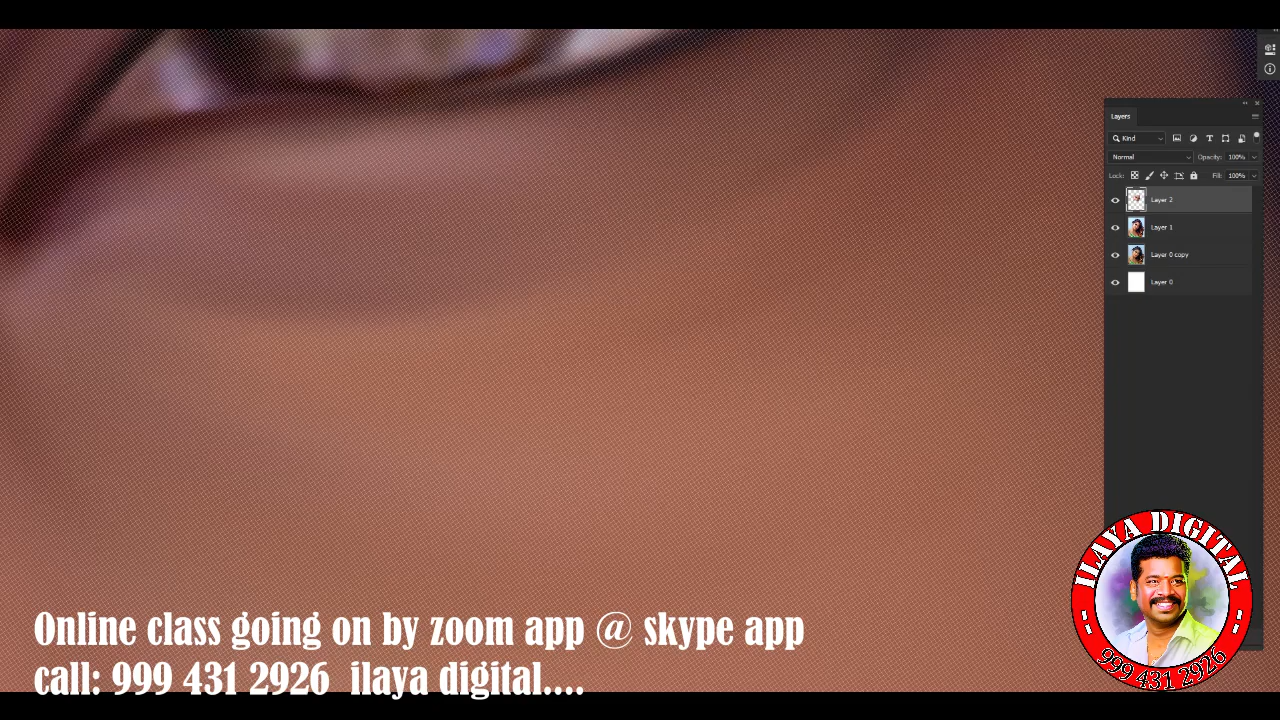 Layers
Kind
Normal
Opacity: 100%
Lock:
Fill: 100%
Layer 2
Layer 1
Layer 0 copy
Layer 0
ILAYA DIGITAL
999 431 2926
Online class going on by zoom app @ skype app
call: 999 431 2926 ilaya digital....